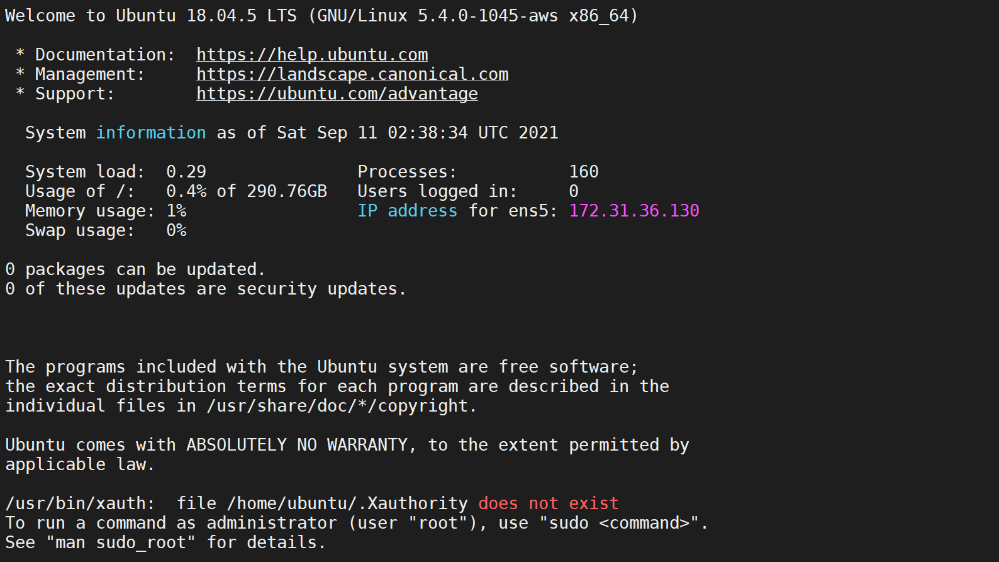 Welcome to Ubuntu 18.04.5 LTS (GNU/Linux 5.4.0-1045-aws x86_64)
* Documentation:  https://help.ubuntu.com
* Management:     https://landscape.canonical.com
* Support:        https://ubuntu.com/advantage
System information as of Sat Sep 11 02:38:34 UTC 2021
System load:  0.29               Processes:           160
Usage of /:   0.4% of 290.76GB   Users logged in:     0
Memory usage: 1%                 IP address for ens5: 172.31.36.130
Swap usage:   0%
0 packages can be updated.
0 of these updates are security updates.
The programs included with the Ubuntu system are free software;
the exact distribution terms for each program are described in the
individual files in /usr/share/doc/*/copyright.
Ubuntu comes with ABSOLUTELY NO WARRANTY, to the extent permitted by
applicable law.
/usr/bin/xauth:  file /home/ubuntu/.Xauthority does not exist
To run a command as administrator (user "root"), use "sudo <command>".
See "man sudo_root" for details.